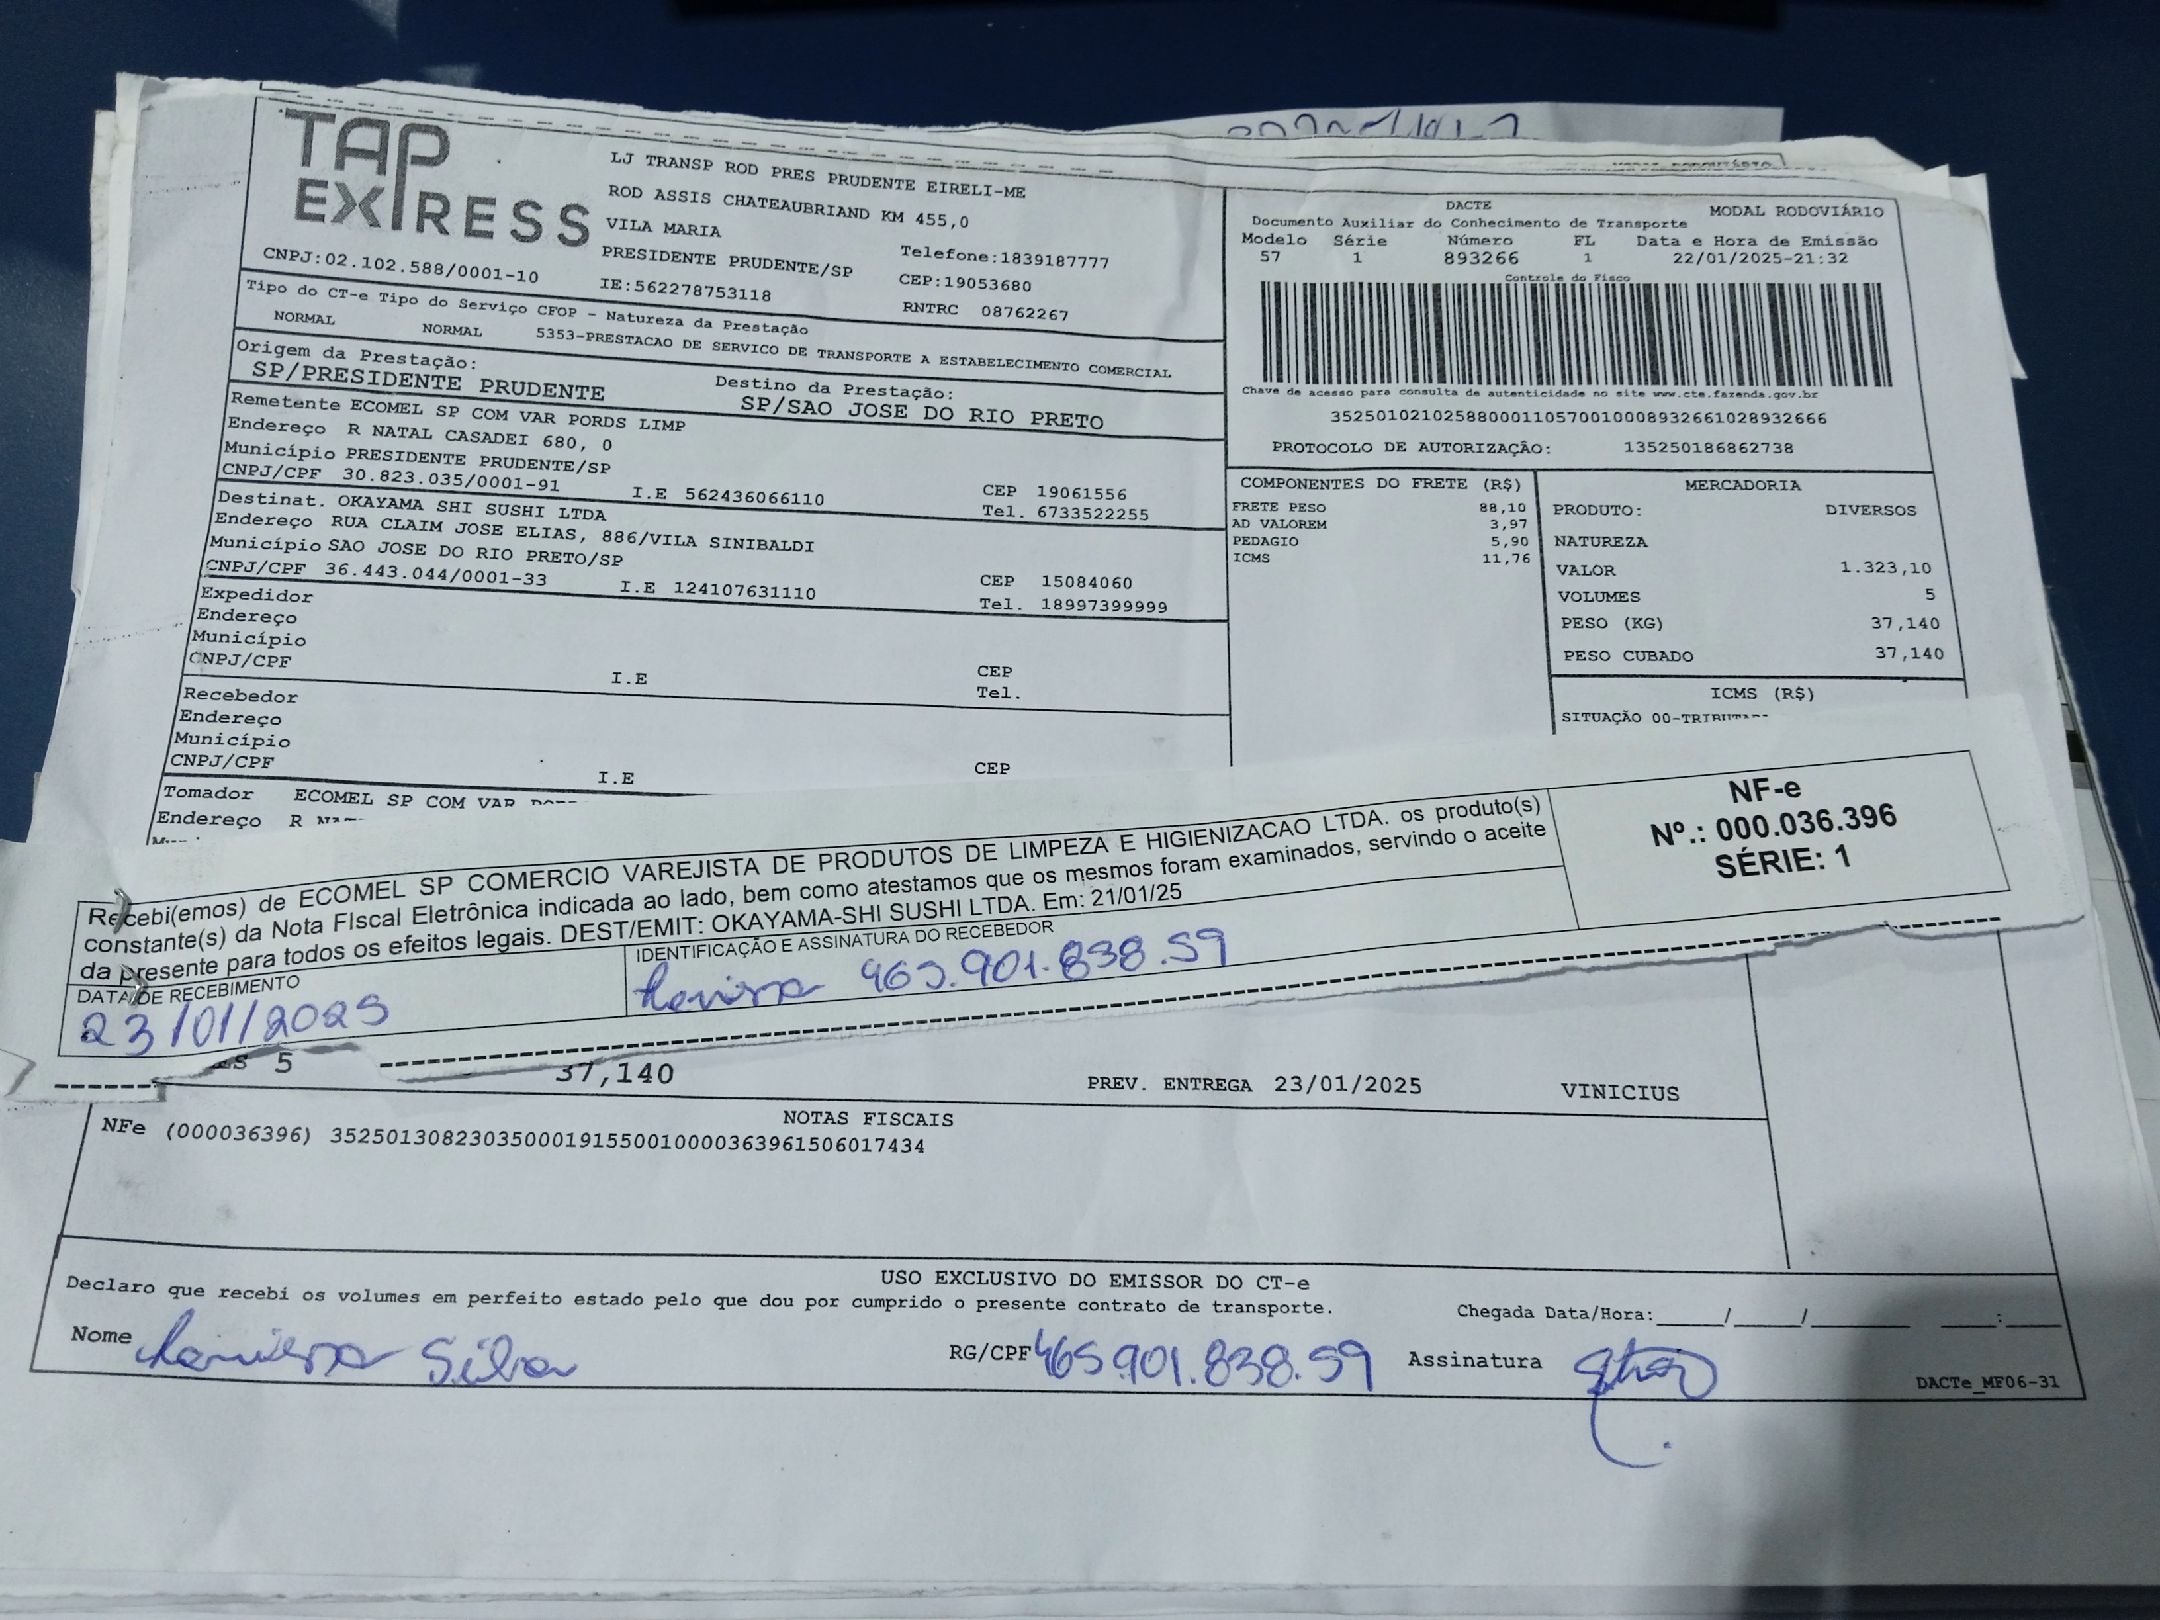 TAP
EXPRESS
CNPJ:02.102.588/0001-10
LJ TRANSP ROD PRES PRUDENTE EIRELI-ME
ROD ASSIS CHATEAUBRIAND KM 455,0
VILA MARIA
PRESIDENTE PRUDENTE/SP
IE:562278753118
Telefone:1839187777
CEP:19053680
RNTRC 08762267
DACTE MODAL RODOVIÁRIO
Documento Auxiliar do Conhecimento de Transporte
Modelo Série Número FL Data e Hora de Emissão
57 1 893266 1 22/01/2025-21:32
Controle do Fisco
Chave de acesso para consulta de autenticidade no site www.cte.fazenda.gov.br
35250102102588000110570010008932661028932666
PROTOCOLO DE AUTORIZAÇÃO: 135250186862738
Tipo do CT-e Tipo do Serviço CFOP - Natureza da Prestação
NORMAL NORMAL 5353-PRESTACAO DE SERVICO DE TRANSPORTE A ESTABELECIMENTO COMERCIAL
Origem da Prestação: Destino da Prestação:
SP/PRESIDENTE PRUDENTE SP/SAO JOSE DO RIO PRETO
Remetente ECOMEL SP COM VAR PORDS LIMP
Endereço R NATAL CASADEI 680, 0
Município PRESIDENTE PRUDENTE/SP CEP 19061556
CNPJ/CPF 30.823.035/0001-91 I.E 562436066110 Tel. 6733522255
Destinat. OKAYAMA SHI SUSHI LTDA
Endereço RUA CLAIM JOSE ELIAS, 886/VILA SINIBALDI
Município SAO JOSE DO RIO PRETO/SP CEP 15084060
CNPJ/CPF 36.443.044/0001-33 I.E 124107631110 Tel. 18997399999
Expedidor
Endereço
Município CEP
CNPJ/CPF I.E Tel.
Recebedor
Endereço
Município CEP
CNPJ/CPF I.E
Tomador ECOMEL SP COM VAR
Endereço R
COMPONENTES DO FRETE (R$)
FRETE PESO 88,10
AD VALOREM 3,97
PEDAGIO 5,90
ICMS 11,76
MERCADORIA
PRODUTO: DIVERSOS
NATUREZA
VALOR 1.323,10
VOLUMES 5
PESO (KG) 37,140
PESO CUBADO 37,140
ICMS (R$)
SITUAÇÃO 00-TRIBUTA
Recebi(emos) de ECOMEL SP COMERCIO VAREJISTA DE PRODUTOS DE LIMPEZA E HIGIENIZACAO LTDA. os produto(s)
constante(s) da Nota FIscal Eletrônica indicada ao lado, bem como atestamos que os mesmos foram examinados, servindo o aceite
da presente para todos os efeitos legais. DEST/EMIT: OKAYAMA-SHI SUSHI LTDA. Em: 21/01/25
NF-e
Nº.: 000.036.396
SÉRIE: 1
DATA DE RECEBIMENTO
23/01/2025
IDENTIFICAÇÃO E ASSINATURA DO RECEBEDOR
465.901.838.59
ES 5 37,140 PREV. ENTREGA 23/01/2025 VINICIUS
NOTAS FISCAIS
NFe (000036396) 35250130823035000191550010000363961506017434
USO EXCLUSIVO DO EMISSOR DO CT-e
Declaro que recebi os volumes em perfeito estado pelo que dou por cumprido o presente contrato de transporte. Chegada Data/Hora:____/____/______ __:__
Nome Silva RG/CPF 465.901.838.59 Assinatura
DACTe_MF06-31